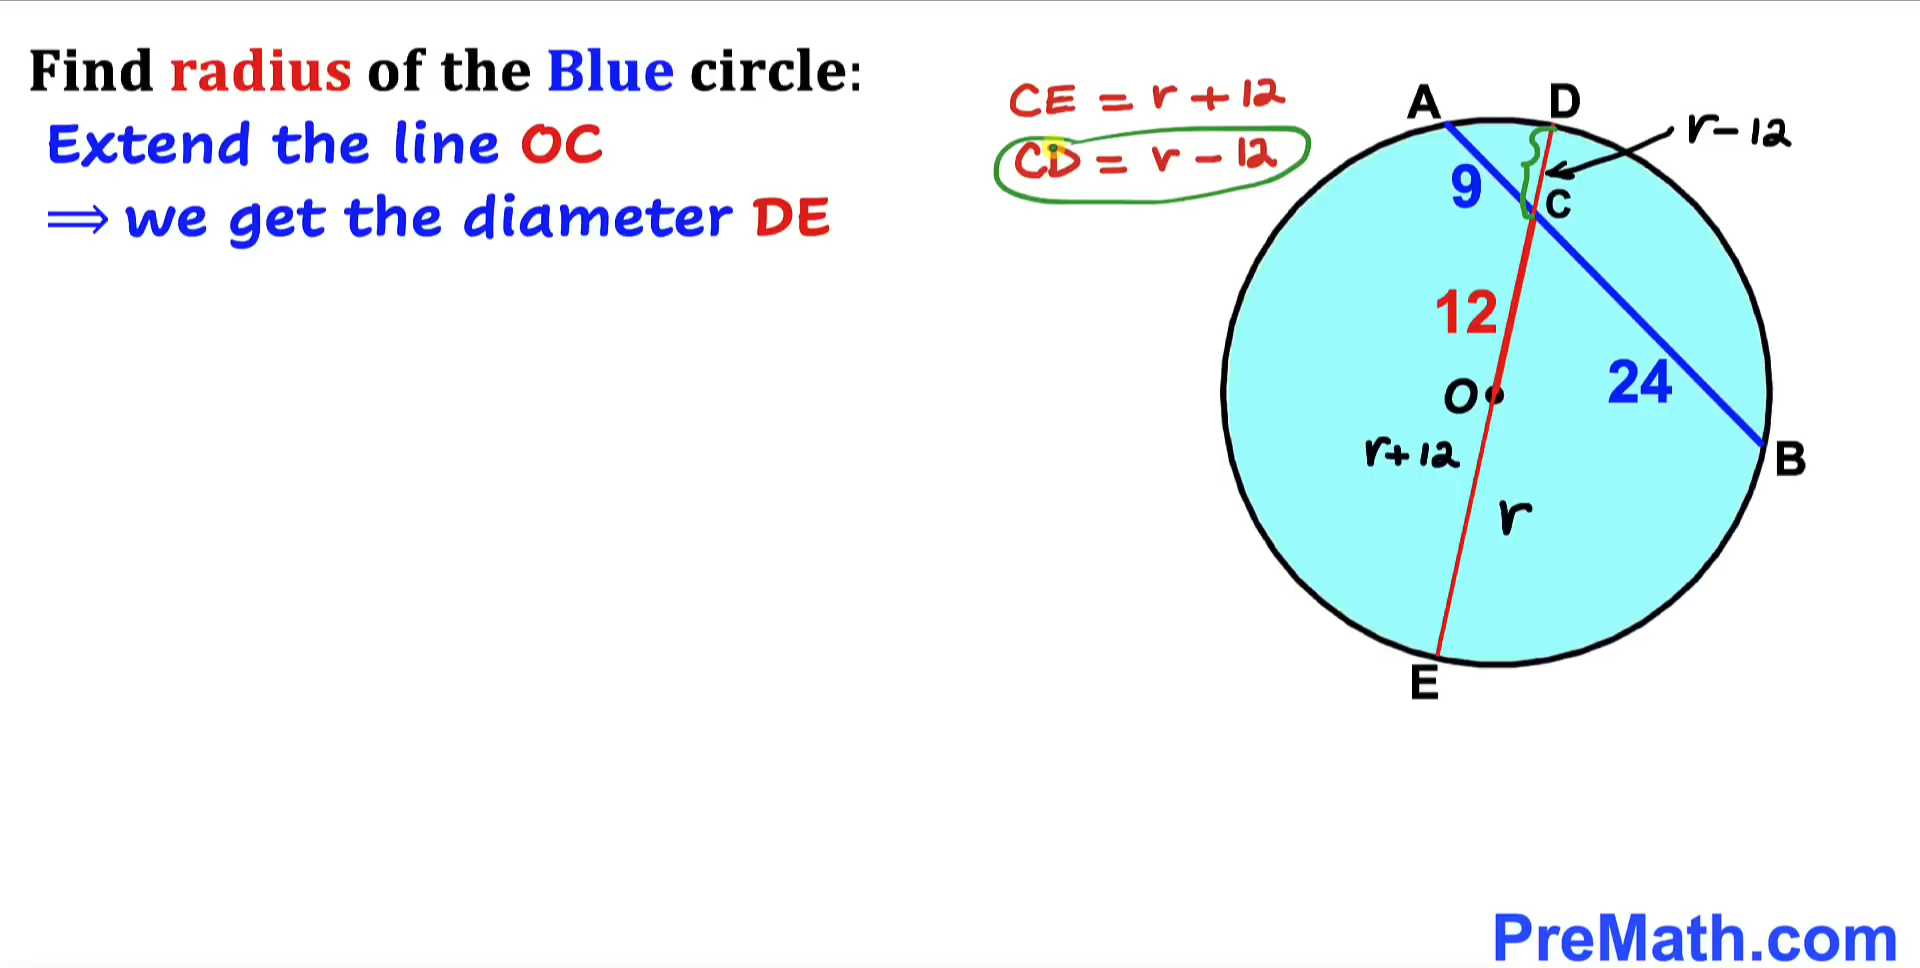 Find radius of the Blue circle:
Extend the line OC
⟹ we get the diameter DE
CE = r + 12
CD = r - 12
A
D
r - 12
9
C
12
24
O
r + 12
B
r
E
PreMath.com